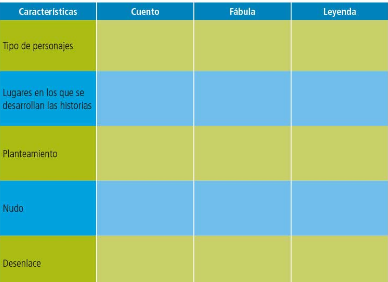 Características Cuento Fábula Leyenda
Tipo de personajes
Lugares en los que se
desarrollan las historias
Planteamiento
Nudo
Desenlace